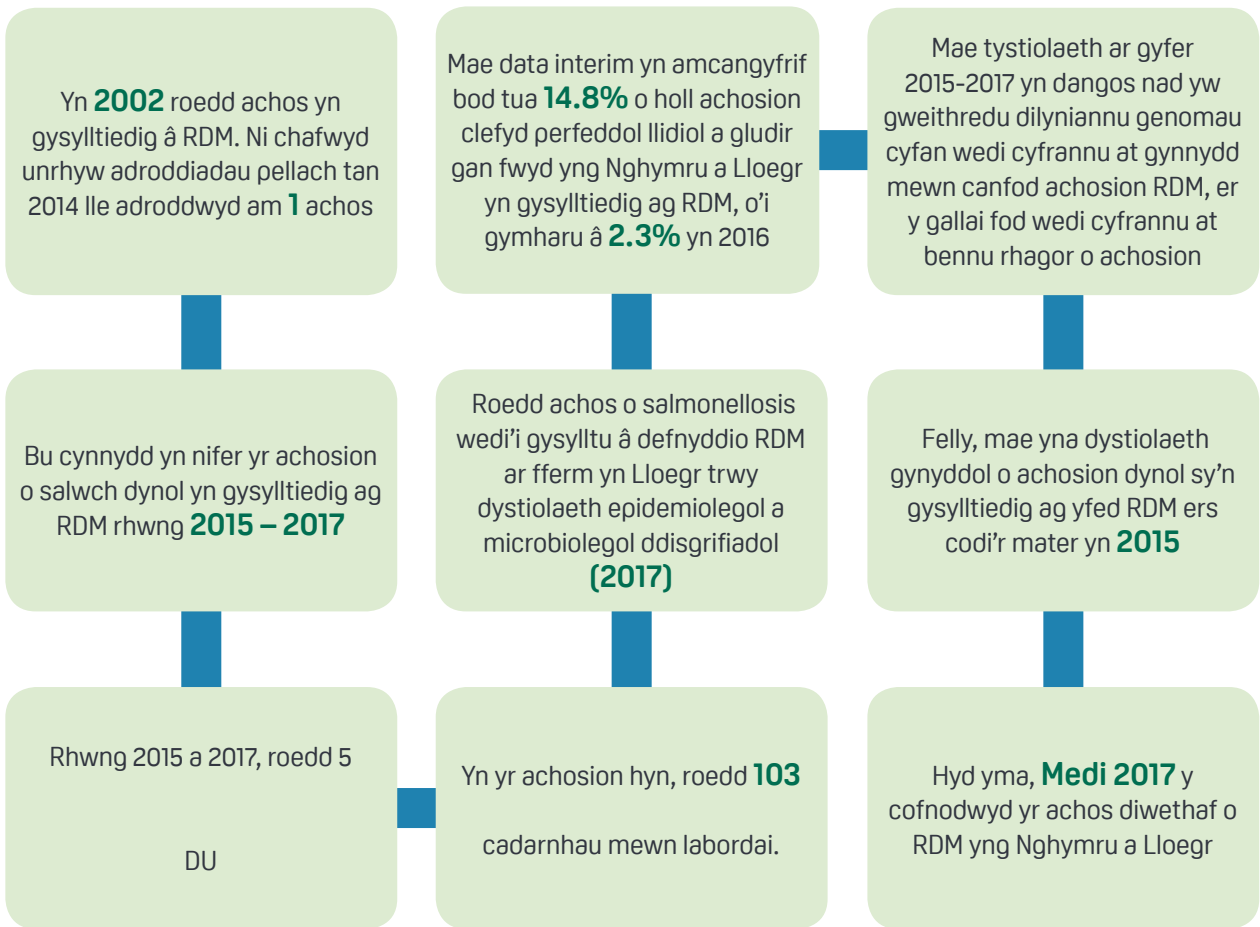 Yn 2002 roedd achos yn
gysylltiedig â RDM. Ni chafwyd
unrhyw adroddiadau pellach tan
2014 lle adroddwyd am 1 achos
Bu cynnydd yn nifer yr achosion
o salwch dynol yn gysylltiedig ag
RDM rhwng 2015 – 2017
Rhwng 2015 a 2017, roedd 5
DU
Yn yr achosion hyn, roedd 103
cadarnhau mewn labordai.
Roedd achos o salmonellosis
wedi'i gysylltu â defnyddio RDM
ar fferm yn Lloegr trwy
dystiolaeth epidemiolegol a
microbiolegol ddisgrifiadol
(2017)
Mae data interim yn amcangyfrif
bod tua 14.8% o holl achosion
clefyd perfeddol llidiol a gludir
gan fwyd yng Nghymru a Lloegr
yn gysylltiedig ag RDM, o'i
gymharu â 2.3% yn 2016
Mae tystiolaeth ar gyfer
2015-2017 yn dangos nad yw
gweithredu dilyniannu genomau
cyfan wedi cyfrannu at gynnydd
mewn canfod achosion RDM, er
y gallai fod wedi cyfrannu at
bennu rhagor o achosion
Felly, mae yna dystiolaeth
gynyddol o achosion dynol sy'n
gysylltiedig ag yfed RDM ers
codi'r mater yn 2015
Hyd yma, Medi 2017 y
cofnodwyd yr achos diwethaf o
RDM yng Nghymru a Lloegr